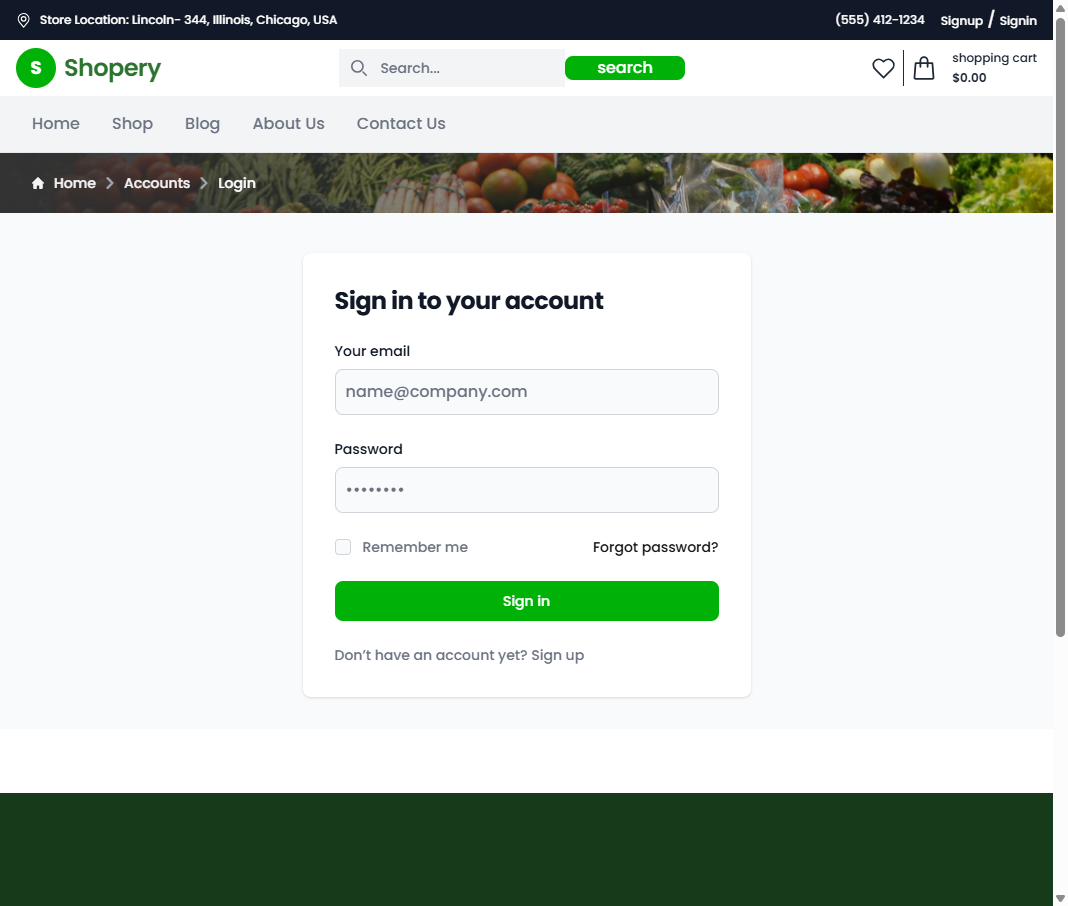 Store Location: Lincoln- 344, Illinois, Chicago, USA
(555) 412-1234 Signup / Signin
S Shopery
Search...
search
shopping cart
$0.00
Home Shop Blog About Us Contact Us
Home Accounts Login
Sign in to your account
Your email
name@company.com
Password
••••••••
Remember me Forgot password?
Sign in
Don’t have an account yet? Sign up